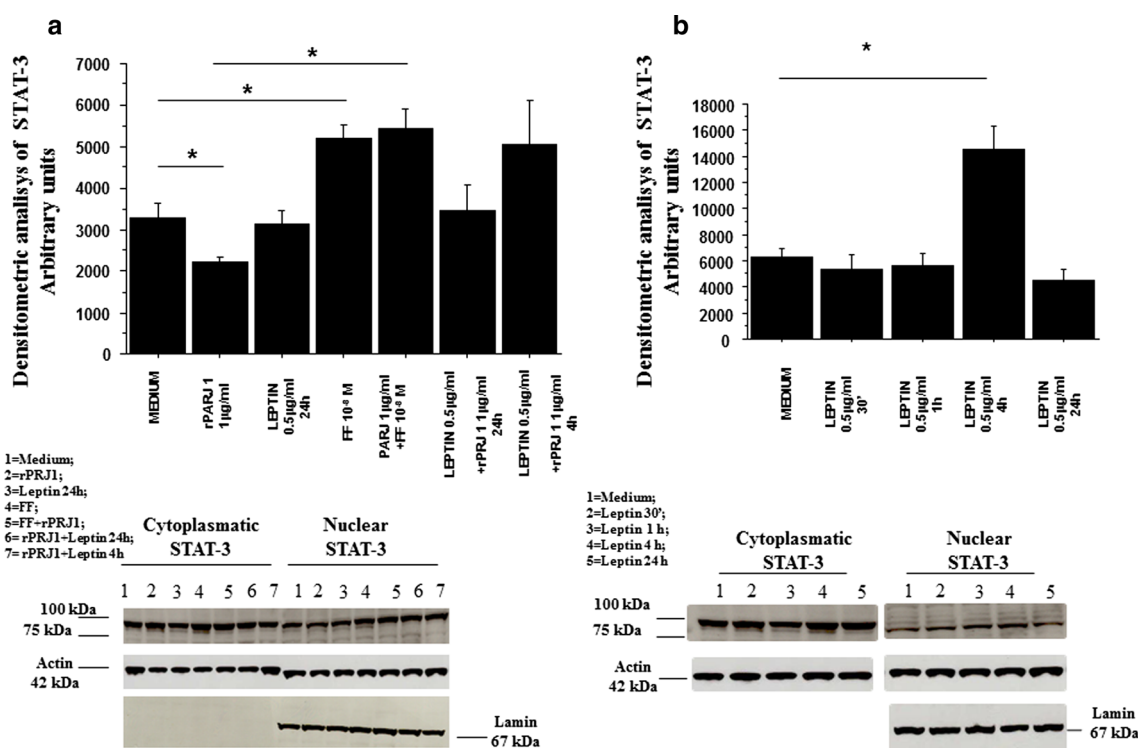 a
Densitometric analisys of STAT-3
Arbitrary units
7000
6000
5000
4000
3000
2000
1000
0
*
*
*
MEDIUM
rPARJ 1
1µg/ml
LEPTIN
0.5µg/ml
24h
FF 10⁻⁸ M
PARJ 1µg/ml
+FF 10⁻⁸ M
LEPTIN 0.5µg/ml
+rPRJ 1 1µg/ml
24h
LEPTIN 0.5µg/ml
+rPRJ 1 1µg/ml
4h
1=Medium;
2=rPRJ1;
3=Leptin 24h;
4=FF;
5=FF+rPRJ1;
6= rPRJ1+Leptin 24h;
7= rPRJ1+Leptin 4h
Cytoplasmatic
STAT-3
Nuclear
STAT-3
1 2 3 4 5 6 7 1 2 3 4 5 6 7
100 kDa
75 kDa
Actin
42 kDa
Lamin
67 kDa
b
Densitometric analisys of STAT-3
Arbitrary units
18000
16000
14000
12000
10000
8000
6000
4000
2000
0
*
MEDIUM
LEPTIN
0.5µg/ml
30'
LEPTIN
0.5µg/ml
1h
LEPTIN
0.5µg/ml
4h
LEPTIN
0.5µg/ml
24h
1=Medium;
2=Leptin 30';
3=Leptin 1 h;
4=Leptin 4 h;
5=Leptin 24 h
Cytoplasmatic
STAT-3
Nuclear
STAT-3
1 2 3 4 5 1 2 3 4 5
100 kDa
75 kDa
Actin
42 kDa
Lamin
67 kDa